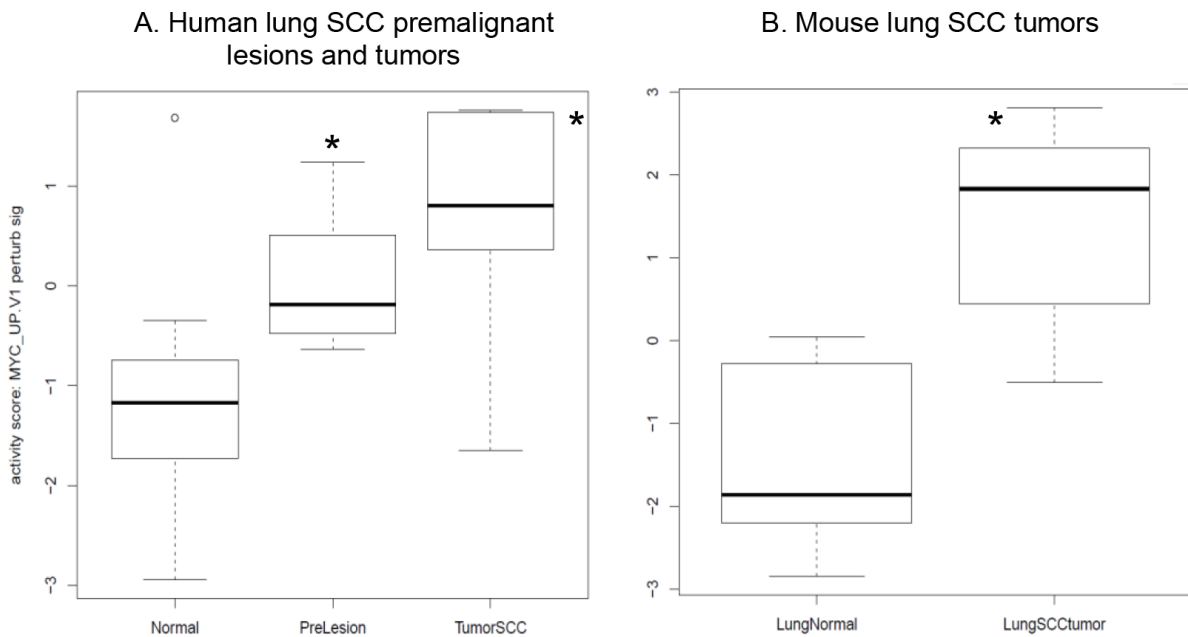 A. Human lung SCC premalignant
lesions and tumors
activity score: MYC_UP.V1 perturb sig
1
0
-1
-2
-3
*
*
Normal
PreLesion
TumorSCC
B. Mouse lung SCC tumors
3
2
1
0
-1
-2
-3
*
LungNormal
LungSCCtumor